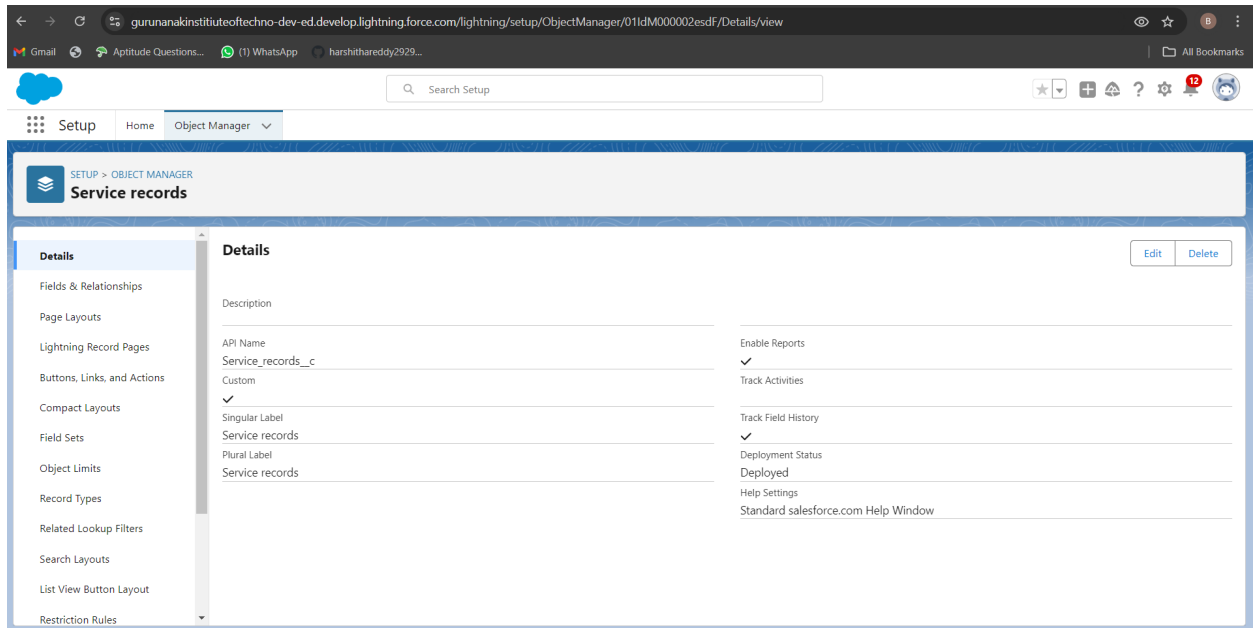 gurunanakinstitiuteoftechno-dev-ed.develop.lightning.force.com/lightning/setup/ObjectManager/01IdM000002esdF/Details/view
B
Gmail Aptitude Questions... (1) WhatsApp harshithareddy2929... All Bookmarks
Search Setup
12
Setup Home Object Manager
SETUP > OBJECT MANAGER
Service records
Details
Fields & Relationships
Page Layouts
Lightning Record Pages
Buttons, Links, and Actions
Compact Layouts
Field Sets
Object Limits
Record Types
Related Lookup Filters
Search Layouts
List View Button Layout
Restriction Rules
Details
Edit Delete
Description
API Name
Service_records__c
Custom
Singular Label
Service records
Plural Label
Service records
Enable Reports
Track Activities
Track Field History
Deployment Status
Deployed
Help Settings
Standard salesforce.com Help Window